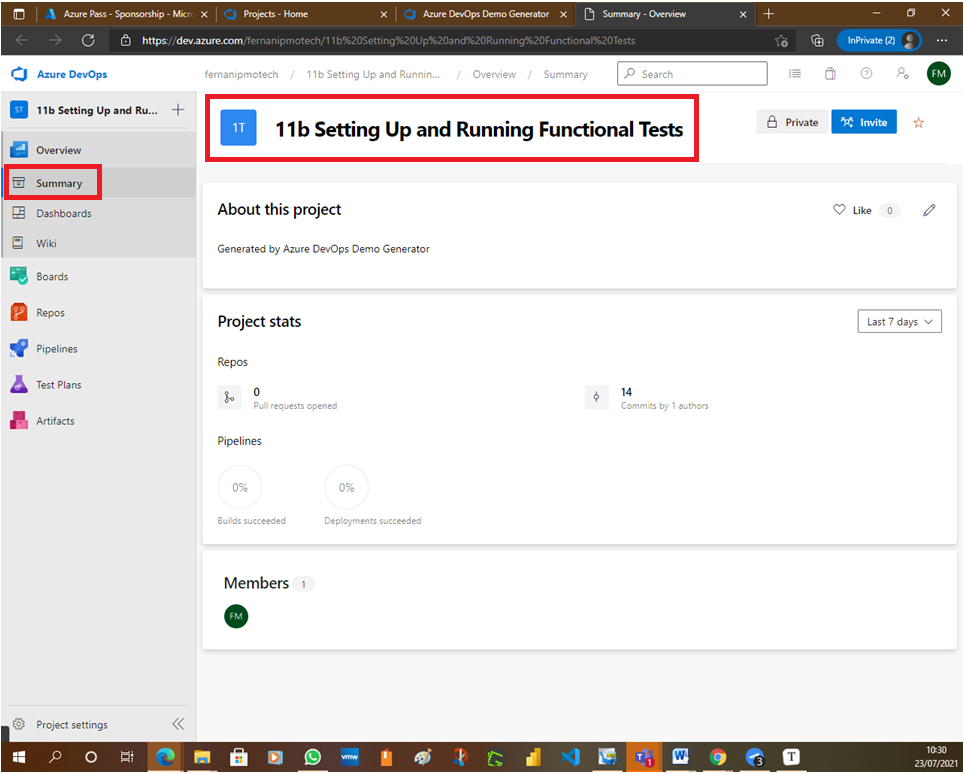 Azure Pass - Sponsorship - Micro
Projects - Home
Azure DevOps Demo Generator
Summary - Overview
https://dev.azure.com/fernanipmotech/11b%20Setting%20Up%20and%20Running%20Functional%20Tests
InPrivate (2)
Azure DevOps
fernanipmotech / 11b Setting Up and Runnin... / Overview / Summary
Search
FM
ST
11b Setting Up and Ru...
1T
11b Setting Up and Running Functional Tests
Private
Invite
Overview
Summary
Dashboards
Wiki
Boards
Repos
Pipelines
Test Plans
Artifacts
Project settings
About this project
Like 0
Generated by Azure DevOps Demo Generator
Project stats
Last 7 days
Repos
0
Pull requests opened
14
Commits by 1 authors
Pipelines
0%
0%
Builds succeeded
Deployments succeeded
Members 1
FM
vmw
1
W
3
T
10:30
23/07/2021